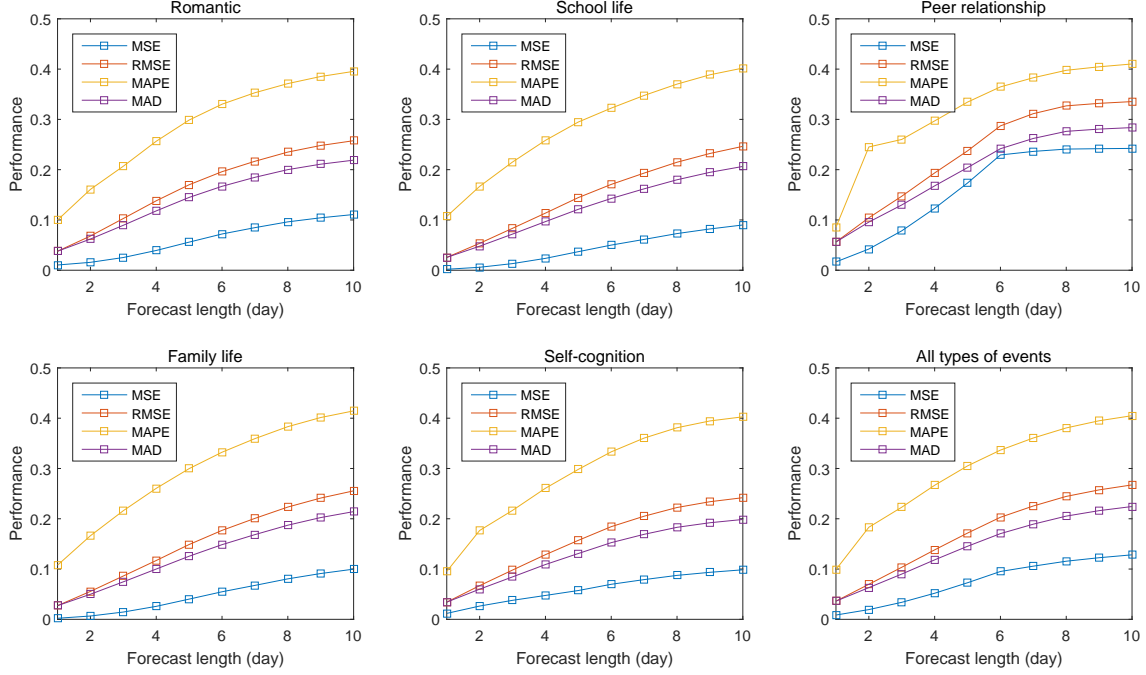 Romantic
0.5
0.4
0.3
0.2
0.1
0
Performance
MSE
RMSE
MAPE
MAD
2 4 6 8 10
Forecast length (day)
School life
0.5
0.4
0.3
0.2
0.1
0
Performance
MSE
RMSE
MAPE
MAD
2 4 6 8 10
Forecast length (day)
Peer relationship
0.5
0.4
0.3
0.2
0.1
0
Performance
MSE
RMSE
MAPE
MAD
2 4 6 8 10
Forecast length (day)
Family life
0.5
0.4
0.3
0.2
0.1
0
Performance
MSE
RMSE
MAPE
MAD
2 4 6 8 10
Forecast length (day)
Self-cognition
0.5
0.4
0.3
0.2
0.1
0
Performance
MSE
RMSE
MAPE
MAD
2 4 6 8 10
Forecast length (day)
All types of events
0.5
0.4
0.3
0.2
0.1
0
Performance
MSE
RMSE
MAPE
MAD
2 4 6 8 10
Forecast length (day)